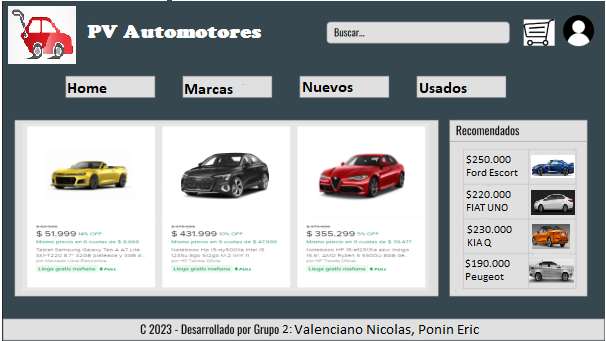 PV Automotores
Buscar...
Home
Marcas
Nuevos
Usados
$ 51.999 14% OFF
Mismo precio en 9 cuotas de $ 6.666
Tablet Samsung Galaxy Tab A A7 Lite
SM-T220 8.7" 32GB plateada y 3GB d...
por Mercado Libre Electronica
Llega gratis mañana FULL
$ 431.999 10% OFF
Mismo precio en 9 cuotas de $ 47.999
Notebook HP 15-dy5001la Intel i5
1235u 8gb 512gb M.2 Win 11
por HP Tienda Oficial
Llega gratis mañana FULL
$ 355.299 5% OFF
Mismo precio en 9 cuotas de $ 39.477
Notebook HP 15-ef2513la azul índigo
15.6", AMD Ryzen 5 5500U 8GB de...
por HP Tienda Oficial
Llega gratis mañana FULL
Recomendados
$250.000
Ford Escort
$220.000
FIAT UNO
$230.000
KIA Q
$190.000
Peugeot
C 2023 - Desarrollado por Grupo 2: Valenciano Nicolas, Ponin Eric